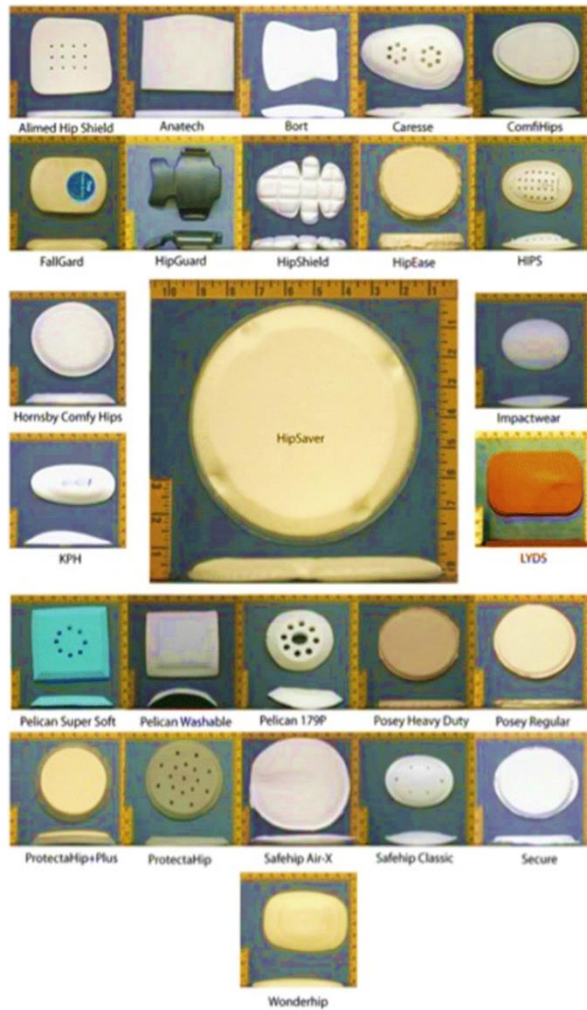 Alimed Hip Shield
Anatech
Bort
Caresse
ComfiHips
FallGard
HipGuard
HipShield
HipEase
HIPS
Hornsby Comfy Hips
HipSaver
Impactwear
KPH
LYDS
Pelican Super Soft
Pelican Washable
Pelican 179P
Posey Heavy Duty
Posey Regular
ProtectaHip+Plus
ProtectaHip
Safehip Air-X
Safehip Classic
Secure
Wonderhip